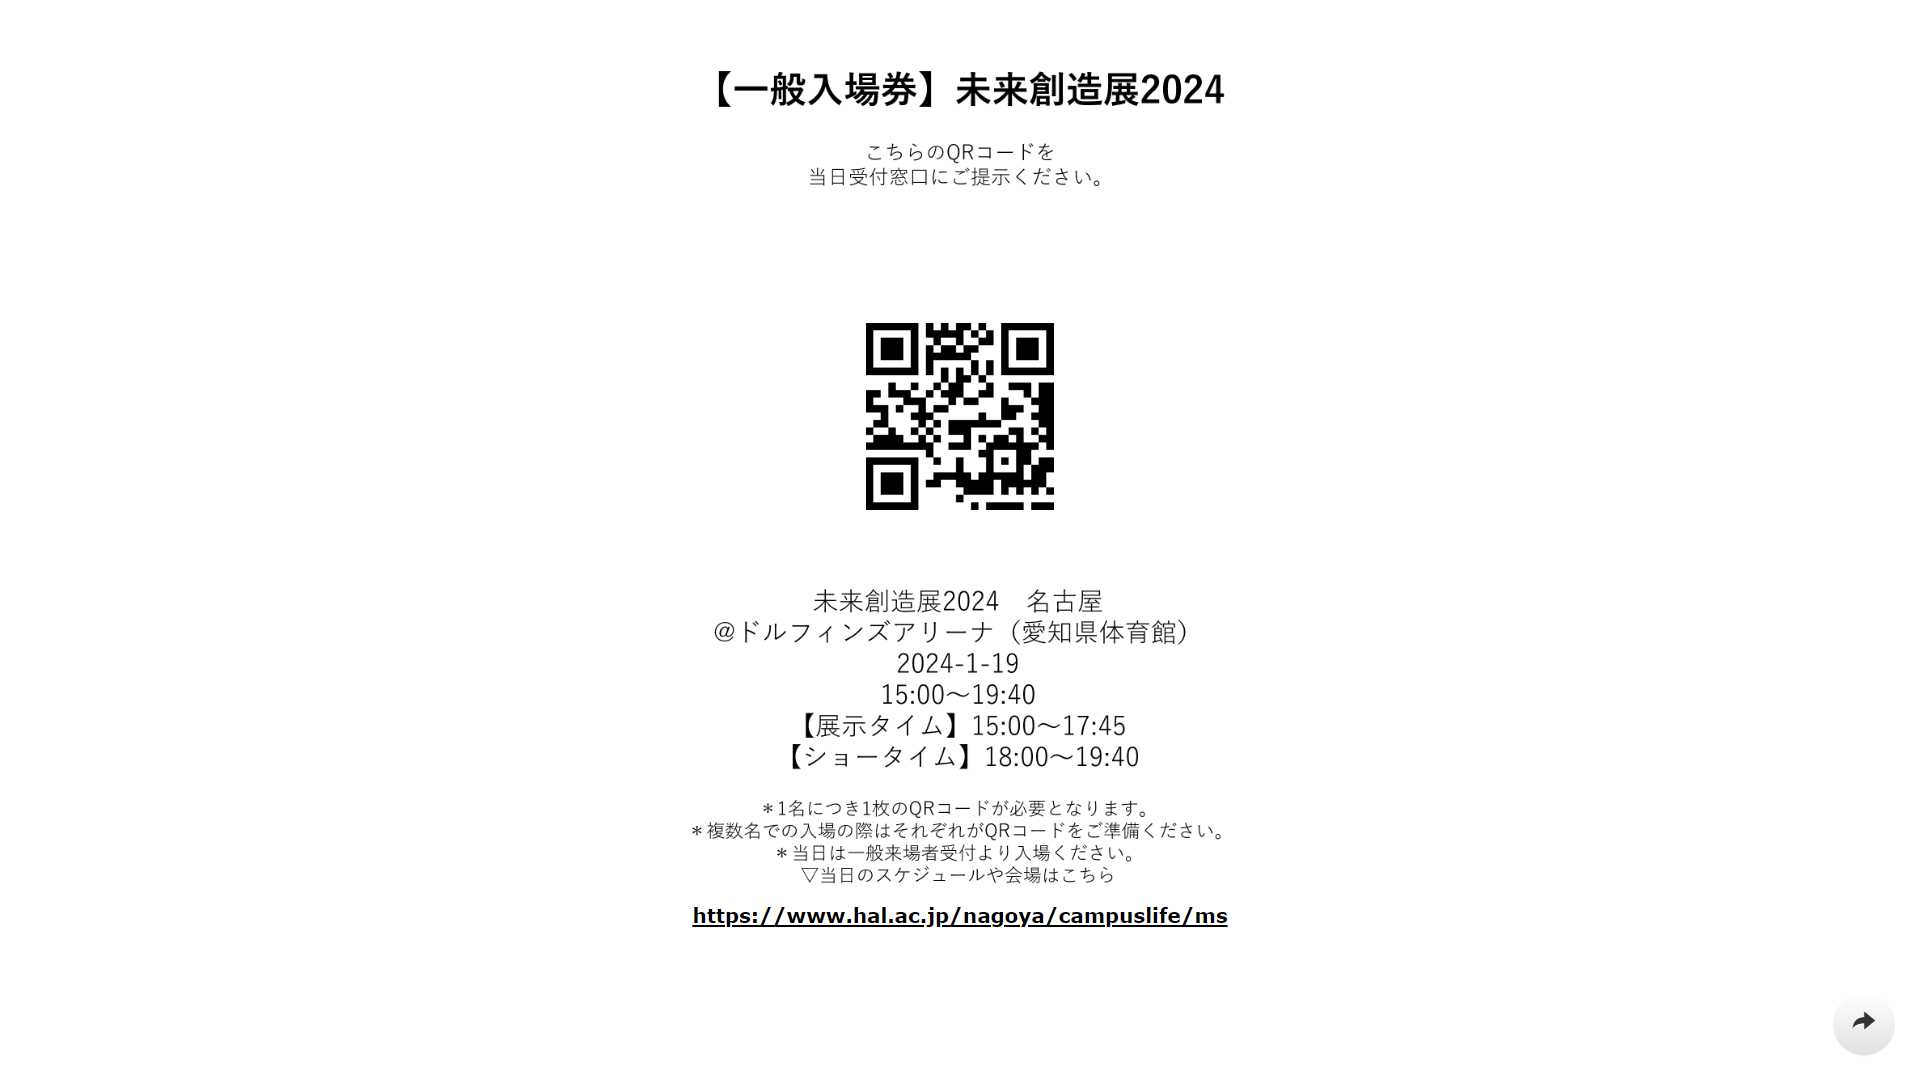 【一般入場券】未来創造展2024
こちらのQRコードを
当日受付窓口にご提示ください。
未来創造展2024　名古屋
@ドルフィンズアリーナ（愛知県体育館）
2024-1-19
15:00～19:40
【展示タイム】15:00～17:45
【ショータイム】18:00～19:40
＊1名につき1枚のQRコードが必要となります。
＊複数名での入場の際はそれぞれがQRコードをご準備ください。
＊当日は一般来場者受付より入場ください。
▽当日のスケジュールや会場はこちら
https://www.hal.ac.jp/nagoya/campuslife/ms